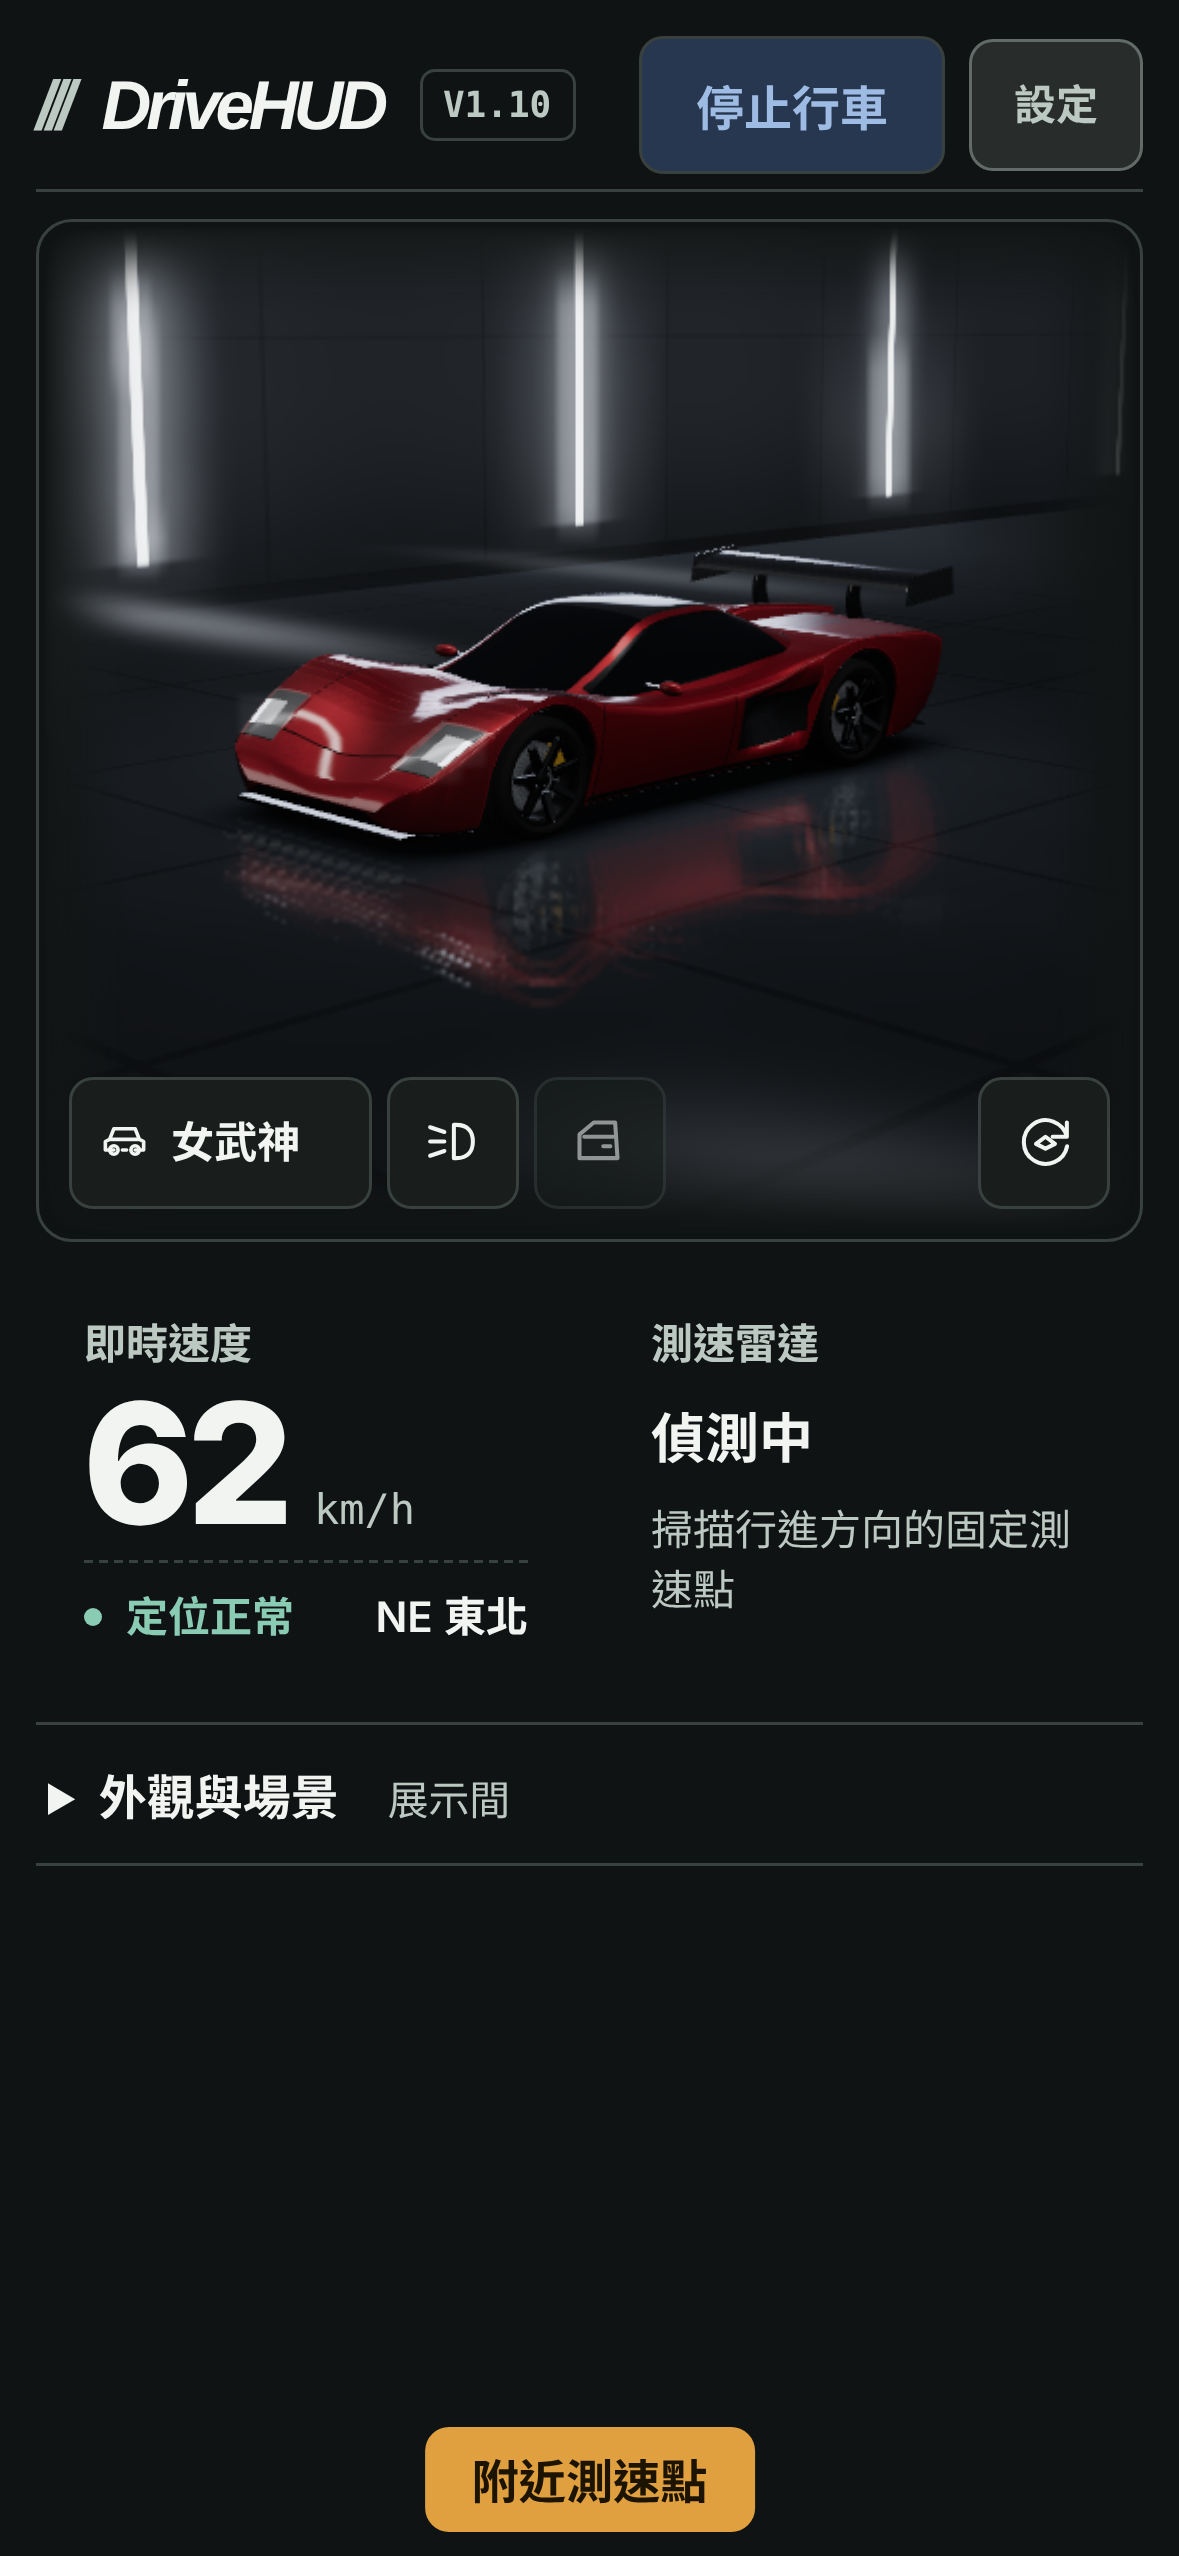 DriveHUD
V1.10
停止行車
設定
女武神
即時速度
62 km/h
定位正常
NE 東北
測速雷達
偵測中
掃描行進方向的固定測
速點
外觀與場景
展示間
附近測速點